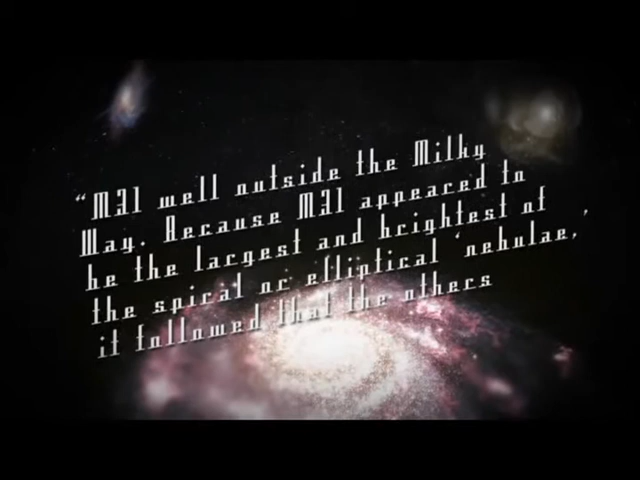 “M31 well outside the Milky
Way. Because M31 appeared to
be the largest and brightest of
the spiral or elliptical ‘nebulae,’
it followed that the others